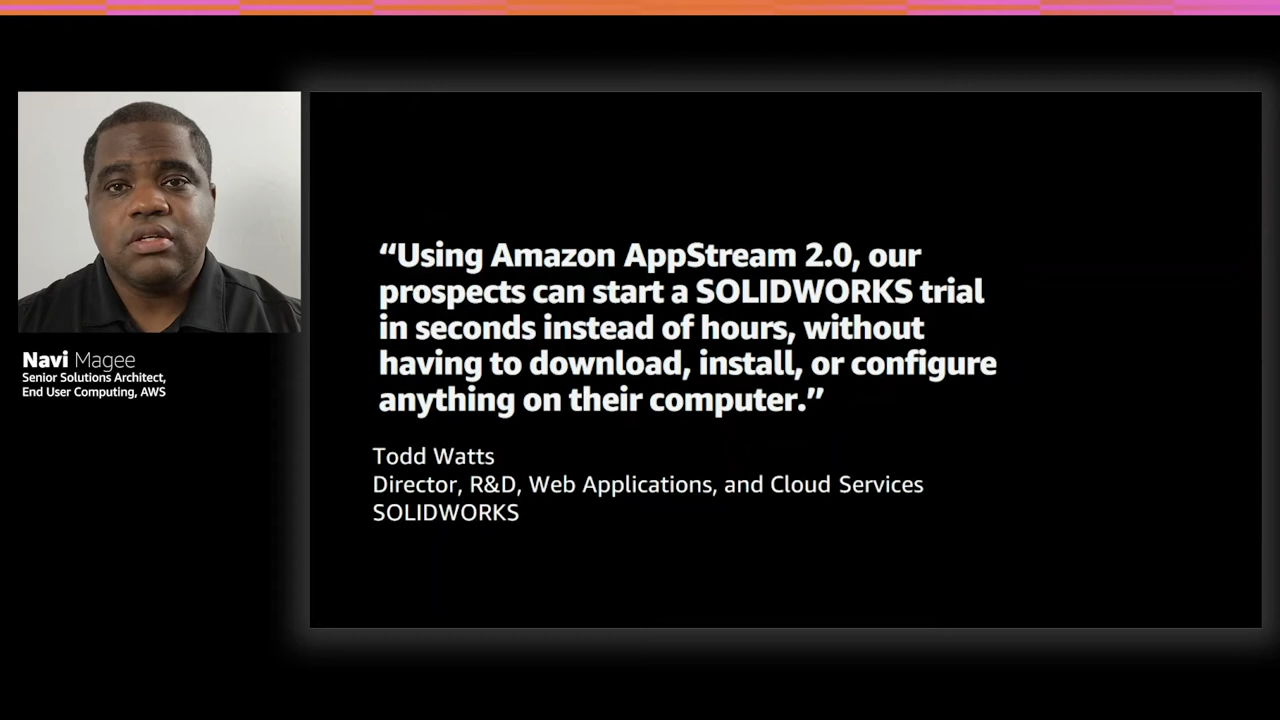 Navi Magee
Senior Solutions Architect,
End User Computing, AWS
“Using Amazon AppStream 2.0, our
prospects can start a SOLIDWORKS trial
in seconds instead of hours, without
having to download, install, or configure
anything on their computer.”
Todd Watts
Director, R&D, Web Applications, and Cloud Services
SOLIDWORKS